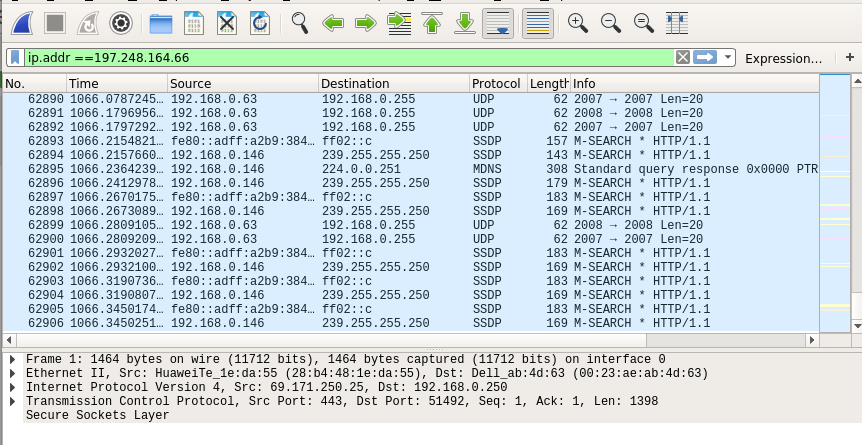 ip.addr ==197.248.164.66 Expression… +
No. Time Source Destination Protocol Lengtŀ Info
62890 1066.0787245… 192.168.0.63 192.168.0.255 UDP 62 2007 → 2007 Len=20
62891 1066.1796956… 192.168.0.63 192.168.0.255 UDP 62 2008 → 2008 Len=20
62892 1066.1797292… 192.168.0.63 192.168.0.255 UDP 62 2007 → 2007 Len=20
62893 1066.2154821… fe80::adff:a2b9:384… ff02::c SSDP 157 M-SEARCH * HTTP/1.1
62894 1066.2157660… 192.168.0.146 239.255.255.250 SSDP 143 M-SEARCH * HTTP/1.1
62895 1066.2364239… 192.168.0.146 224.0.0.251 MDNS 308 Standard query response 0x0000 PTR
62896 1066.2412978… 192.168.0.146 239.255.255.250 SSDP 179 M-SEARCH * HTTP/1.1
62897 1066.2670175… fe80::adff:a2b9:384… ff02::c SSDP 183 M-SEARCH * HTTP/1.1
62898 1066.2673089… 192.168.0.146 239.255.255.250 SSDP 169 M-SEARCH * HTTP/1.1
62899 1066.2809105… 192.168.0.63 192.168.0.255 UDP 62 2008 → 2008 Len=20
62900 1066.2809209… 192.168.0.63 192.168.0.255 UDP 62 2007 → 2007 Len=20
62901 1066.2932027… fe80::adff:a2b9:384… ff02::c SSDP 183 M-SEARCH * HTTP/1.1
62902 1066.2932100… 192.168.0.146 239.255.255.250 SSDP 169 M-SEARCH * HTTP/1.1
62903 1066.3190736… fe80::adff:a2b9:384… ff02::c SSDP 183 M-SEARCH * HTTP/1.1
62904 1066.3190807… 192.168.0.146 239.255.255.250 SSDP 169 M-SEARCH * HTTP/1.1
62905 1066.3450174… fe80::adff:a2b9:384… ff02::c SSDP 183 M-SEARCH * HTTP/1.1
62906 1066.3450251… 192.168.0.146 239.255.255.250 SSDP 169 M-SEARCH * HTTP/1.1
Frame 1: 1464 bytes on wire (11712 bits), 1464 bytes captured (11712 bits) on interface 0
Ethernet II, Src: HuaweiTe_1e:da:55 (28:b4:48:1e:da:55), Dst: Dell_ab:4d:63 (00:23:ae:ab:4d:63)
Internet Protocol Version 4, Src: 69.171.250.25, Dst: 192.168.0.250
Transmission Control Protocol, Src Port: 443, Dst Port: 51492, Seq: 1, Ack: 1, Len: 1398
Secure Sockets Layer